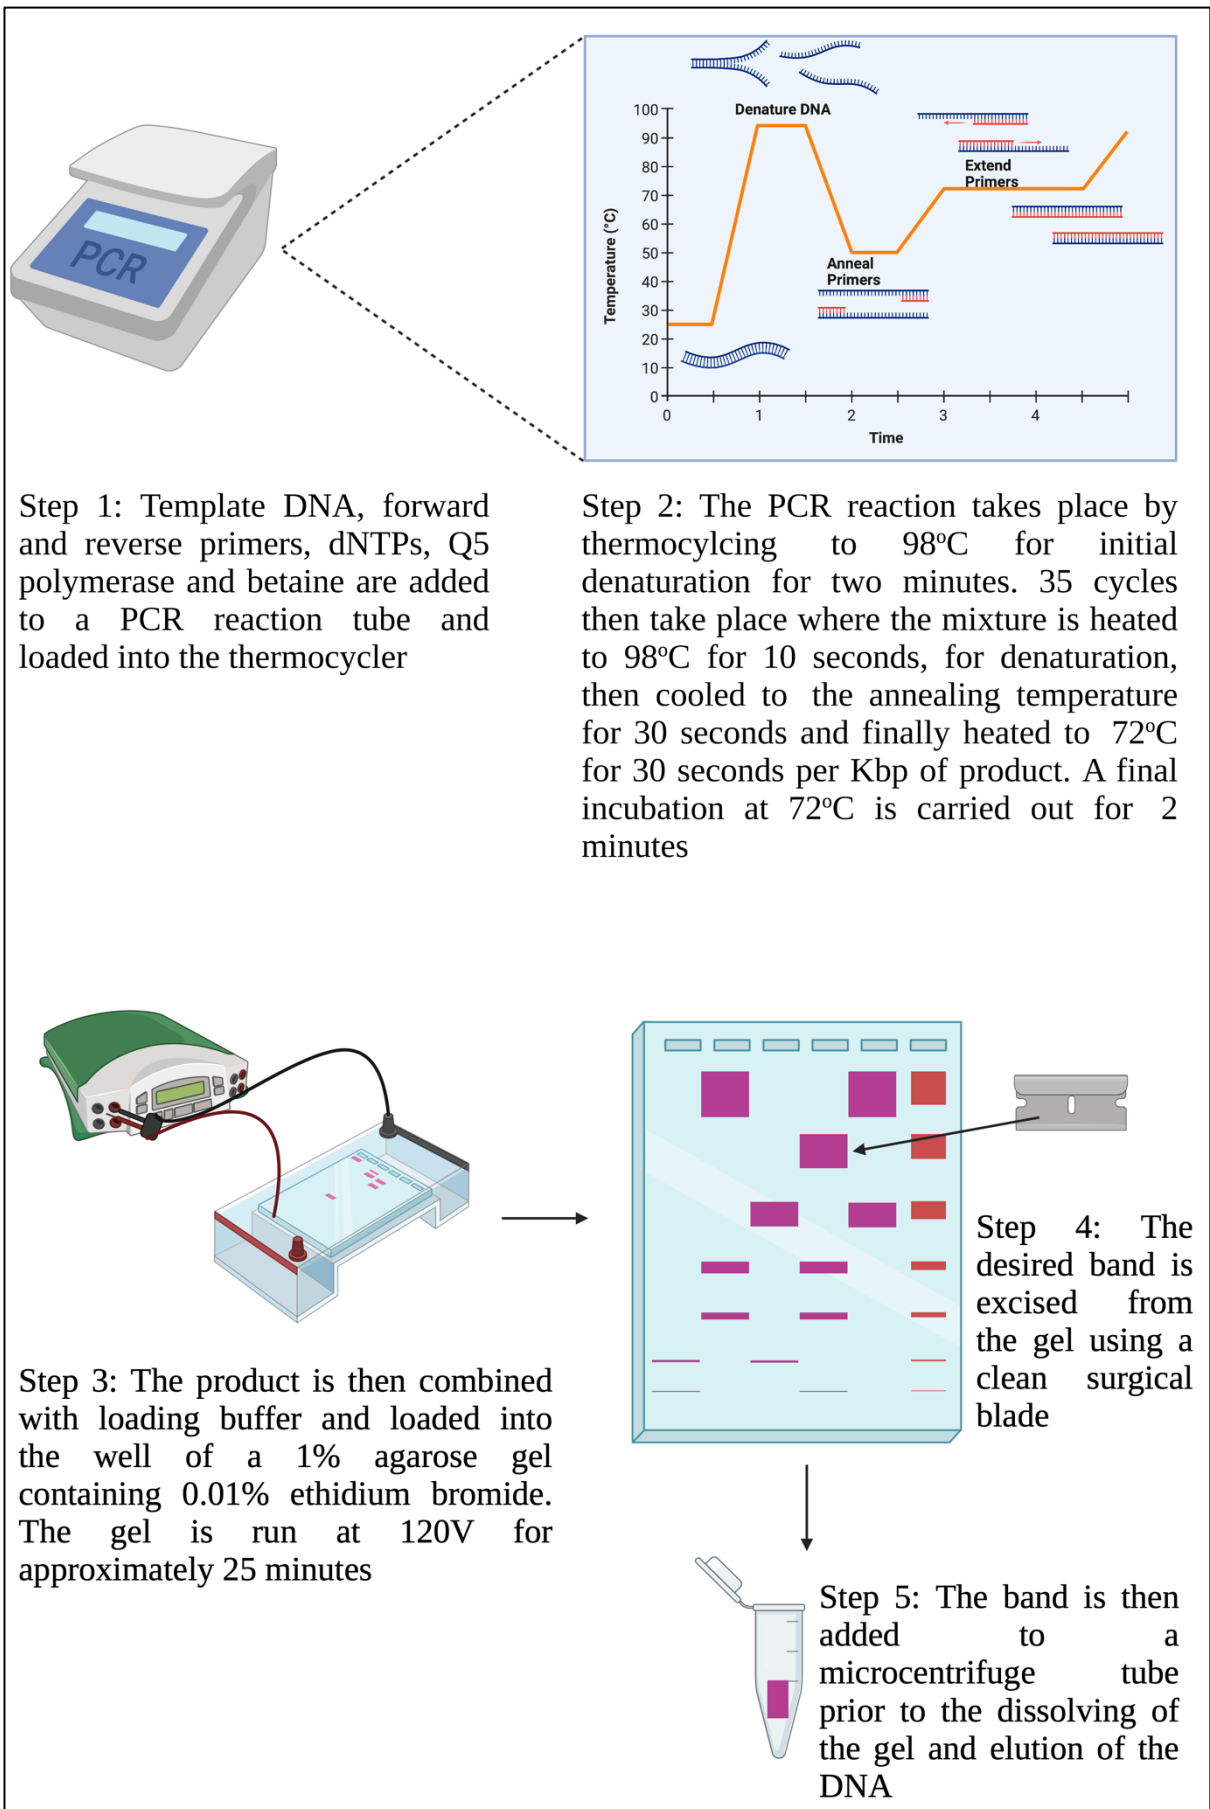 PCR
Denature DNA
Extend
Primers
Anneal
Primers
Temperature (°C)
100
90
80
70
60
50
40
30
20
10
0
0 1 2 3 4
Time
Step 1: Template DNA, forward
and reverse primers, dNTPs, Q5
polymerase and betaine are added
to a PCR reaction tube and
loaded into the thermocycler
Step 2: The PCR reaction takes place by
thermocylcing to 98°C for initial
denaturation for two minutes. 35 cycles
then take place where the mixture is heated
to 98°C for 10 seconds, for denaturation,
then cooled to the annealing temperature
for 30 seconds and finally heated to 72°C
for 30 seconds per Kbp of product. A final
incubation at 72°C is carried out for 2
minutes
Step 3: The product is then combined
with loading buffer and loaded into
the well of a 1% agarose gel
containing 0.01% ethidium bromide.
The gel is run at 120V for
approximately 25 minutes
Step 4: The
desired band is
excised from
the gel using a
clean surgical
blade
Step 5: The band is then
added to a
microcentrifuge tube
prior to the dissolving of
the gel and elution of the
DNA